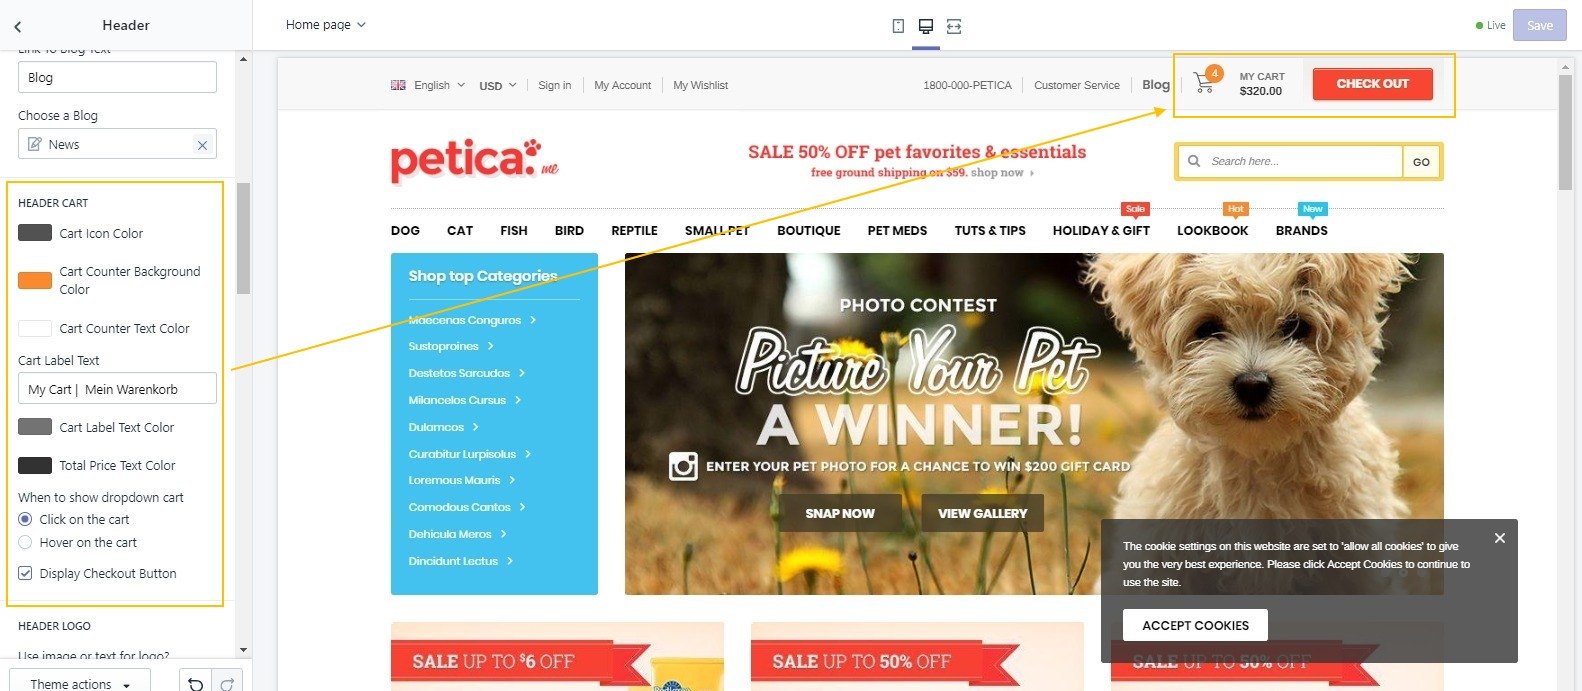 Header
Home page
Live
Save
Link To Blog Text
Blog
Choose a Blog
News
HEADER CART
Cart Icon Color
Cart Counter Background
Color
Cart Counter Text Color
Cart Label Text
My Cart | Mein Warenkorb
Cart Label Text Color
Total Price Text Color
When to show dropdown cart
Click on the cart
Hover on the cart
Display Checkout Button
HEADER LOGO
Use image or text for logo?
Theme actions
English USD Sign in My Account My Wishlist
1800-000-PETICA Customer Service Blog
4
MY CART
$320.00
CHECK OUT
petica.me
SALE 50% OFF pet favorites & essentials
free ground shipping on $59. shop now
Search here...
GO
Sale Hot New
DOG CAT FISH BIRD REPTILE SMALL PET BOUTIQUE PET MEDS TUTS & TIPS HOLIDAY & GIFT LOOKBOOK BRANDS
Shop top Categories
Maecenas Conguros
Sustoproines
Destetos Sarcudos
Milancelos Cursus
Dulamcos
Curabitur Lurpisolus
Loremous Mauris
Comodous Cantos
Dehicula Meros
Dincidunt Lectus
PHOTO CONTEST
Picture Your Pet
A WINNER!
ENTER YOUR PET PHOTO FOR A CHANCE TO WIN $200 GIFT CARD
SNAP NOW
VIEW GALLERY
The cookie settings on this website are set to 'allow all cookies' to give
you the very best experience. Please click Accept Cookies to continue to
use the site.
ACCEPT COOKIES
SALE UP TO $6 OFF
SALE UP TO 50% OFF
SALE UP TO 50% OFF